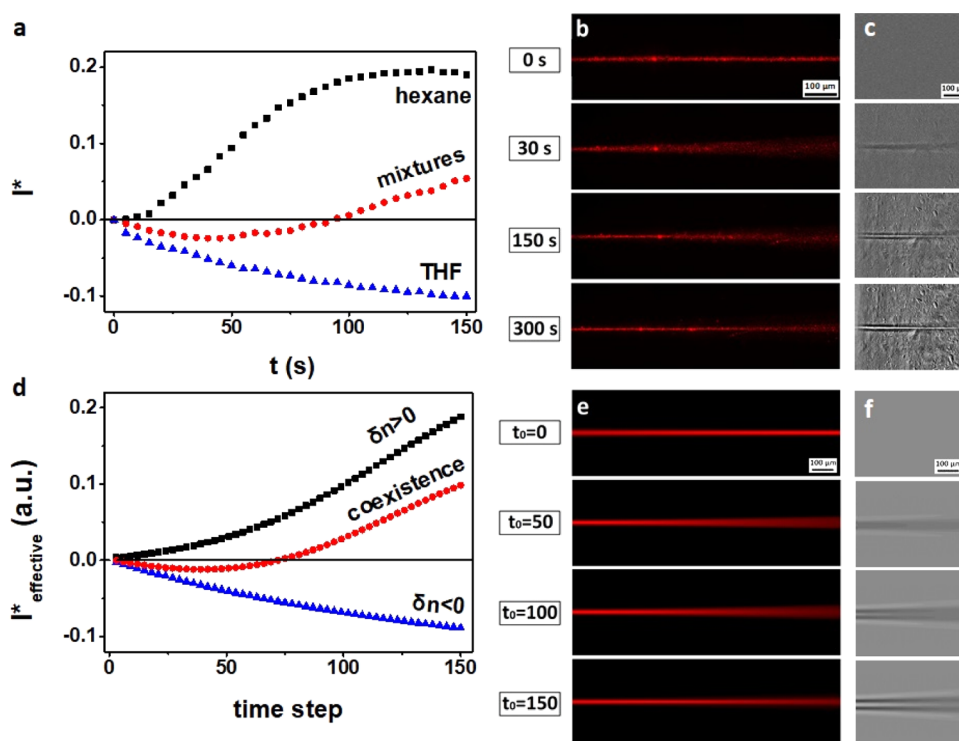 a
0.2
0.1
0.0
-0.1
I*
hexane
mixtures
THF
0
50
100
150
t (s)
b
0 s
100 µm
30 s
150 s
300 s
c
100 µ
d
0.2
0.1
0.0
-0.1
I*effective (a.u.)
δn>0
coexistence
δn<0
0
50
100
150
time step
e
t₀=0
100 µm
t₀=50
t₀=100
t₀=150
f
100 µm